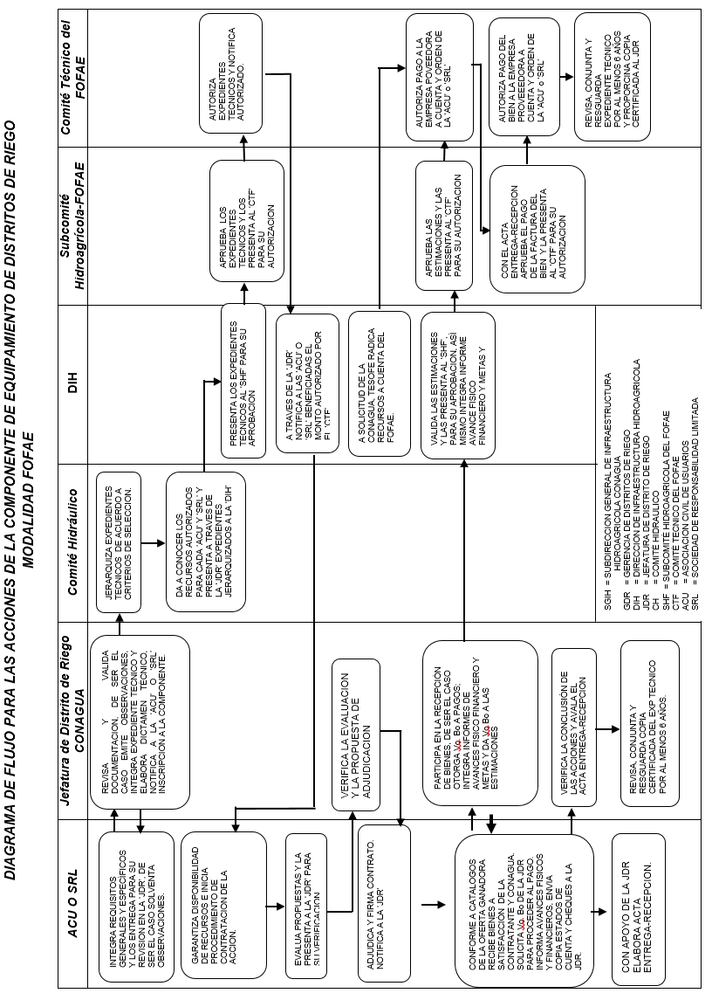 DIAGRAMA DE FLUJO PARA LAS ACCIONES DE LA COMPONENTE DE EQUIPAMIENTO DE DISTRITOS DE RIEGO
MODALIDAD FOFAE
ACU O SRL
INTEGRA REQUISITOS
GENERALES Y ESPECÍFICOS
Y LOS ENTREGA PARA SU
REVISIÓN EN LA 'JDR', DE
SER EL CASO SOLVENTA
OBSERVACIONES.
GARANTIZA DISPONIBILIDAD
DE RECURSOS E INICIA
PROCEDIMIENTO DE
CONTRATACION DE LA
ACCION.
EVALUA PROPUESTAS Y LA
PRESENTA A LA 'JDR' PARA
SU VERIFICACION
ADJUDICA Y FIRMA CONTRATO.
NOTIFICA A LA 'JDR'
CONFORME A CATALOGOS
DE LA OFERTA GANADORA
RECIBE BIENES A
SATISFACCIÓN DE LA
CONTRATANTE Y CONAGUA.
SOLICITA Vo. Bo DE LA JDR
PARA PROCEDER AL PAGO.
INFORMA AVANCES FISICOS
Y FINANCIEROS, ENVIA
COPIA ESTADOS DE
CUENTA Y CHEQUES A LA
JDR.
CON APOYO DE LA JDR
ELABORA ACTA
ENTREGA-RECEPCION.
Jefatura de Distrito de Riego
CONAGUA
REVISA Y VALIDA
DOCUMENTACION, DE SER EL
CASO EMITE OBSERVACIONES,
INTEGRA EXPEDIENTE TECNICO Y
ELABORA DICTAMEN TECNICO,
NOTIFICA A LA 'ACU' O 'SRL'
INSCRIPCION A LA COMPONENTE.
VERIFICA LA EVALUACION
Y LA PROPUESTA DE
ADJUDICACION
PARTICIPA EN LA RECEPCIÓN
DE BIENES, DE SER EL CASO
OTORGA Vo. Bo A PAGOS;
INTEGRA INFORMES DE
AVANCES FISICO FINANCIERO Y
METAS Y DA Vo.Bo A LAS
ESTIMACIONES
VERIFICA LA CONCLUSIÓN DE
LAS ACCIONES Y AVALA EL
ACTA ENTREGA-RECEPCION
REVISA, CONJUNTA Y
RESGUARDA COPIA
CERTIFICADA DEL EXP TECNICO
POR AL MENOS 6 AÑOS.
Comité Hidráulico
JERARQUIZA EXPEDIENTES
TECNICOS DE ACUERDO A
CRITERIOS DE SELECCION.
DA A CONOCER LOS
RECURSOS AUTORIZADOS
PARA CADA 'ACU' Y 'SRL' Y
PRESENTA A TRAVES DE
LA 'JDR' EXPEDIENTES
JERARQUIZADOS A LA 'DIH'
DIH
PRESENTA LOS EXPEDIENTES
TECNICOS AL 'SHF' PARA SU
APROBACION
A TRAVES DE LA 'JDR'
NOTIFICA A LAS 'ACU' O
'SRL' BENEFICIADAS EL
MONTO AUTORIZADO POR
EL 'CTF'
A SOLICITUD DE LA
CONAGUA, TESOFE RADICA
RECURSOS A CUENTA DEL
FOFAE.
VALIDA LAS ESTIMACIONES
Y LAS PRESENTA AL 'SHF',
PARA SU APROBACION, ASÍ
MISMO INTEGRA INFORME
AVANCE FISICO
FINANCIERO Y METAS Y
Subcomité
Hidroagrícola-FOFAE
APRUEBA LOS
EXPEDIENTES
TECNICOS Y LOS
PRESENTA AL 'CTF'
PARA SU
AUTORIZACION
APRUEBA LAS
ESTIMACIONES Y LAS
PRESENTA AL 'CTF'
PARA SU AUTORIZACION
CON EL ACTA
ENTREGA-RECEPCION
APRUEBA EL PAGO
DE LA FACTURA DEL
BIEN Y LA PRESENTA
AL 'CTF' PARA SU
AUTORIZACION
Comité Técnico del
FOFAE
AUTORIZA
EXPEDIENTES
TECNICOS Y NOTIFICA
AUTORIZADO.
AUTORIZA PAGO A LA
EMPRESA POVEEDORA
A CUENTA Y ORDEN DE
LA 'ACU' o 'SRL'
AUTORIZA PAGO DEL
BIEN A LA EMPRESA
PROVEEEDORA A
CUENTA Y ORDEN DE
LA 'ACU' o 'SRL'
REVISA, CONJUNTA Y
RESGUARDA
EXPEDIENTE TECNICO
POR AL MENOS 6 AÑOS
Y PROPORCINA COPIA
CERTIFICADA AL JDR
SGIH = SUBDIRECCION GENERAL DE INFRAESTRUCTURA
HIDROAGRICOLA CONAGUA
GDR = GERENCIA DE DISTRITOS DE RIEGO
DIH = DIRECCION DE INFRAESTRUCTURA HIDROAGRICOLA
JDR = JEFATURA DE DISTRITO DE RIEGO
CH = COMITÉ HIDRAULICO
SHF = SUBCOMITÉ HIDROAGRICOLA DEL FOFAE
CTF = COMITÉ TECNICO DEL FOFAE
ACU = ASOCIACION CIVIL DE USUARIOS
SRL = SOCIEDAD DE RESPONSABILIDAD LIMITADA